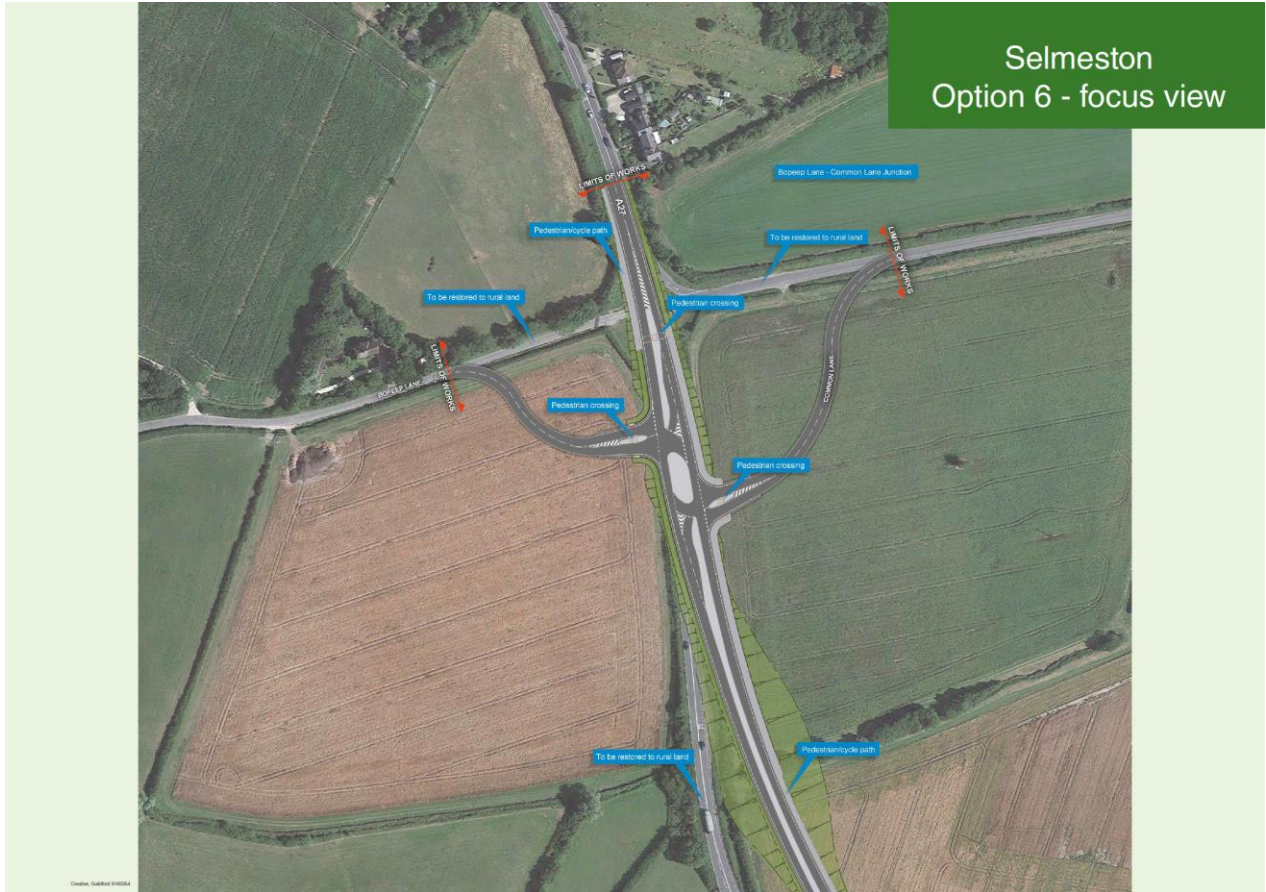 Selmeston
Option 6 - focus view
LIMITS OF WORKS
Bopeep Lane - Common Lane Junction
A27
Pedestrian/cycle path
To be restored to rural land
LIMITS OF WORKS
To be restored to rural land
Pedestrian crossing
LIMITS OF WORKS
BOPEEP LANE
COMMON LANE
Pedestrian crossing
Pedestrian crossing
To be restored to rural land
Pedestrian/cycle path